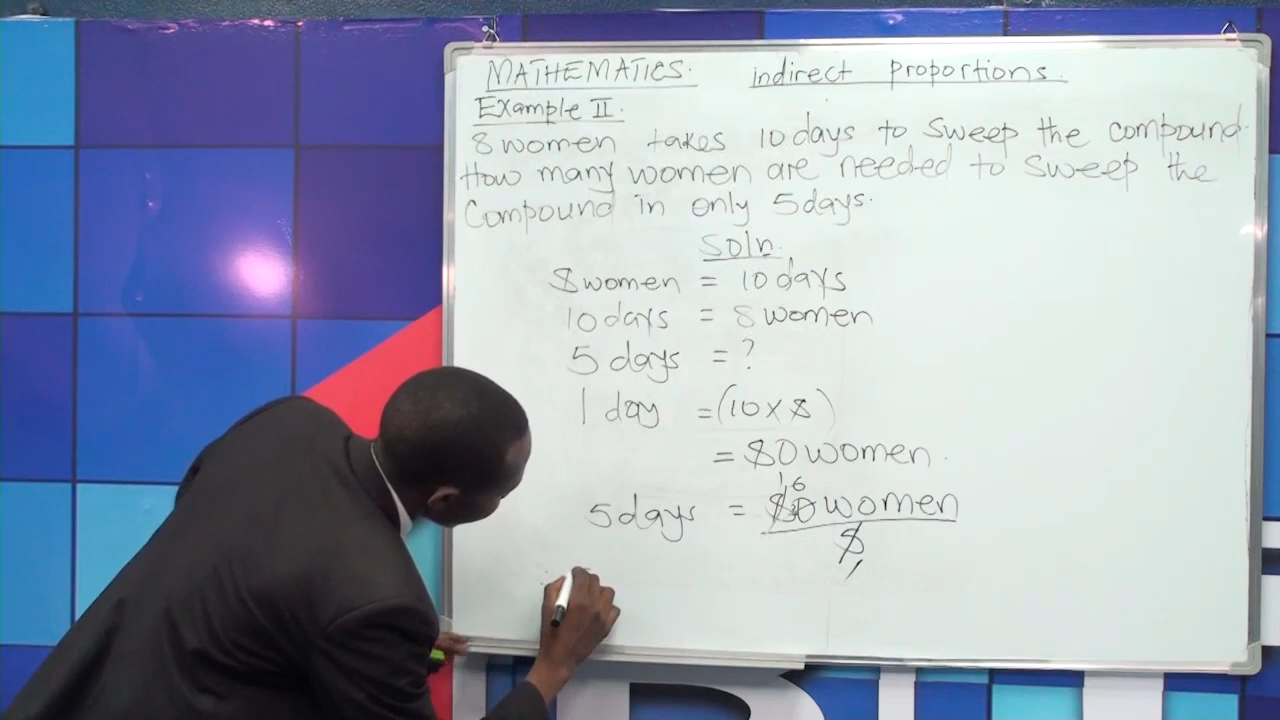 MATHEMATICS. indirect proportions.
Example II.
8 women takes 10 days to sweep the compound.
How many women are needed to sweep the
compound in only 5 days.
Soln.
8 women = 10 days
10 days = 8 women
5 days = ?
1 day = (10 x 8)
= 80 women.
16
5 days = 80 women
5
1